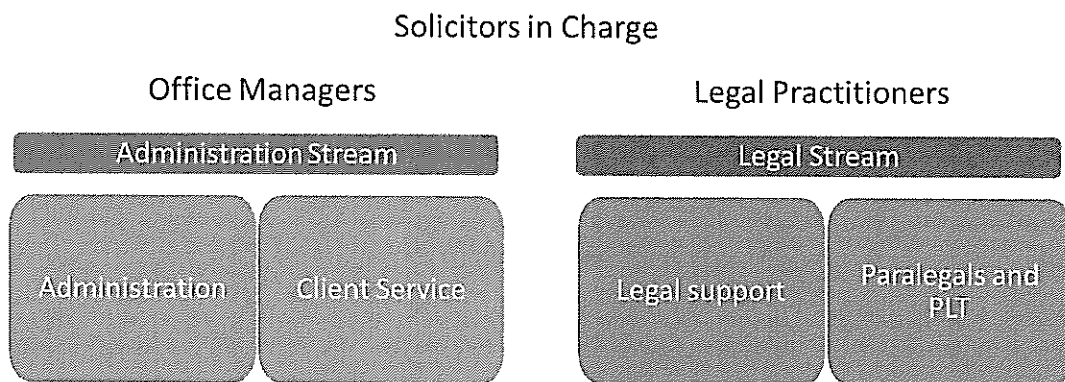 Solicitors in Charge
Office Managers
Legal Practitioners
Administration Stream
Legal Stream
Administration
Client Service
Legal support
Paralegals and
PLT